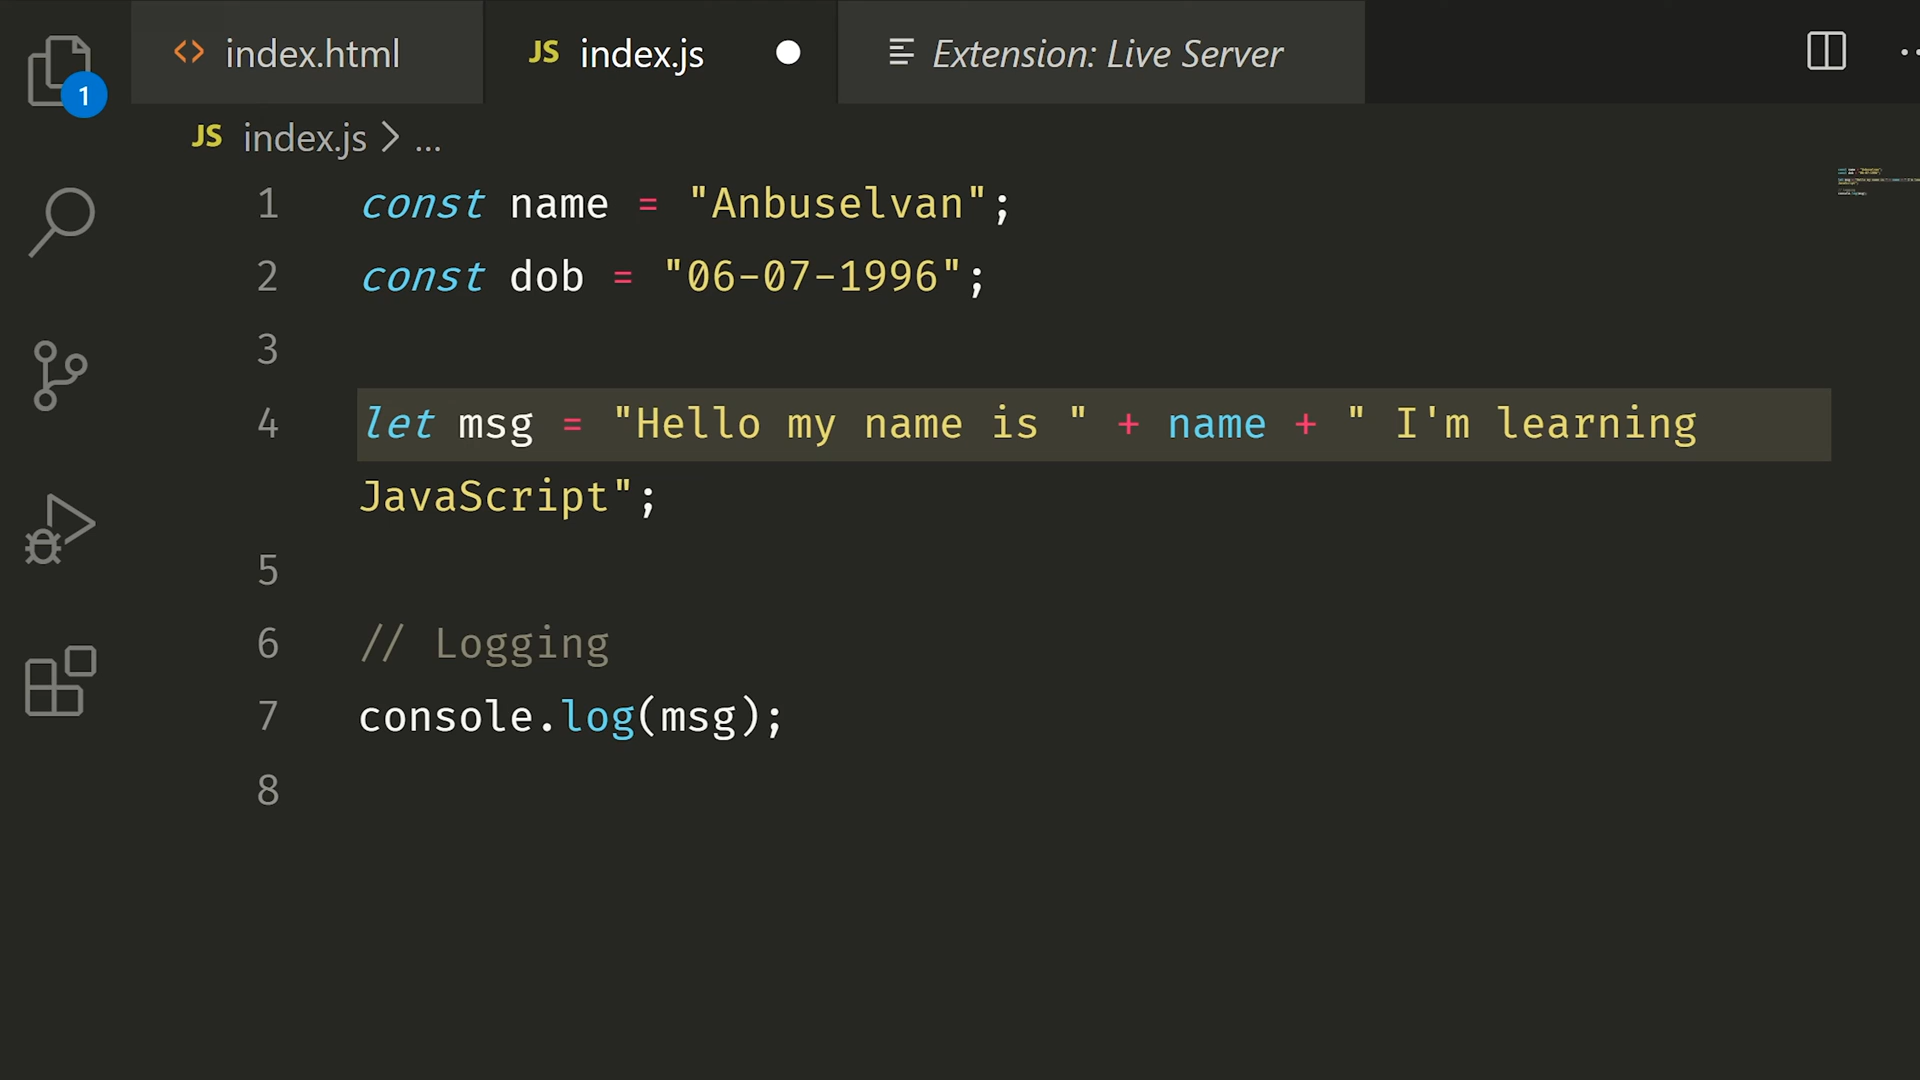 index.html
JS index.js
Extension: Live Server
1
JS index.js > ...
1 const name = "Anbuselvan";
2 const dob = "06-07-1996";
3
4 let msg = "Hello my name is " + name + " I'm learning
JavaScript";
5
6 // Logging
7 console.log(msg);
8